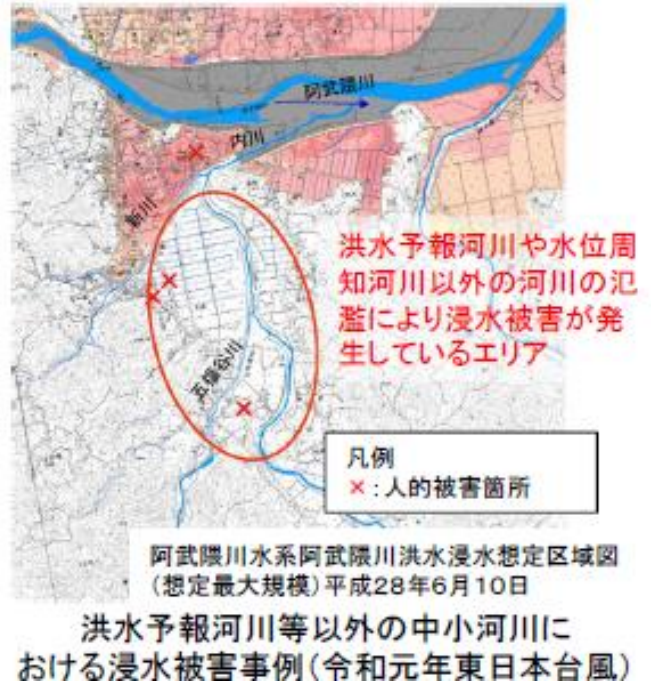 阿武隈川
内川
新川
洪水予報河川や水位周
知河川以外の河川の氾
濫により浸水被害が発
生しているエリア
五福谷川
凡例
×:人的被害箇所
阿武隈川水系阿武隈川洪水浸水想定区域図
(想定最大規模)平成28年6月10日
洪水予報河川等以外の中小河川に
おける浸水被害事例(令和元年東日本台風)